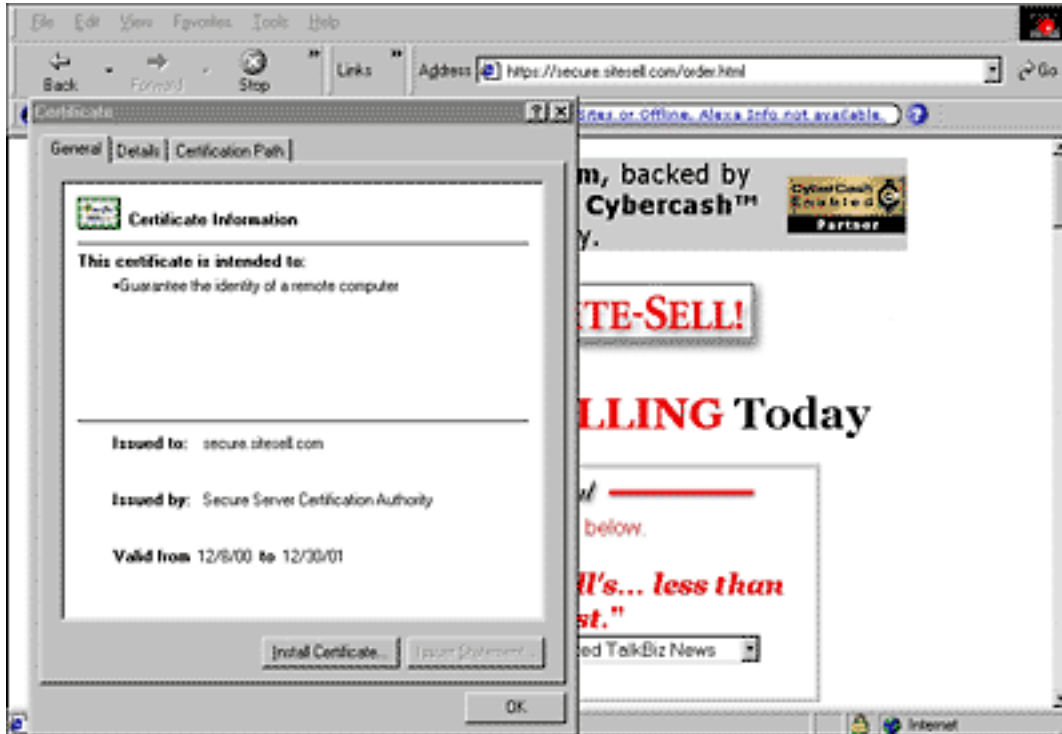 File Edit View Favorites Tools Help
Back Forward Stop » Links » Address https://secure.sitesell.com/order.html Go
Certificate
Sites or Offline. Alexa Info not available.
General Details Certification Path
Certificate Information
This certificate is intended to:
•Guarantee the identity of a remote computer
Issued to: secure.sitesell.com
Issued by: Secure Server Certification Authority
Valid from 12/8/00 to 12/30/01
Install Certificate... Issuer Statement...
OK
m, backed by
Cybercash™
y.
CyberCash
Enabled
Partner
ITE-SELL!
LLING Today
below.
ll's... less than
st."
ed TalkBiz News
Internet